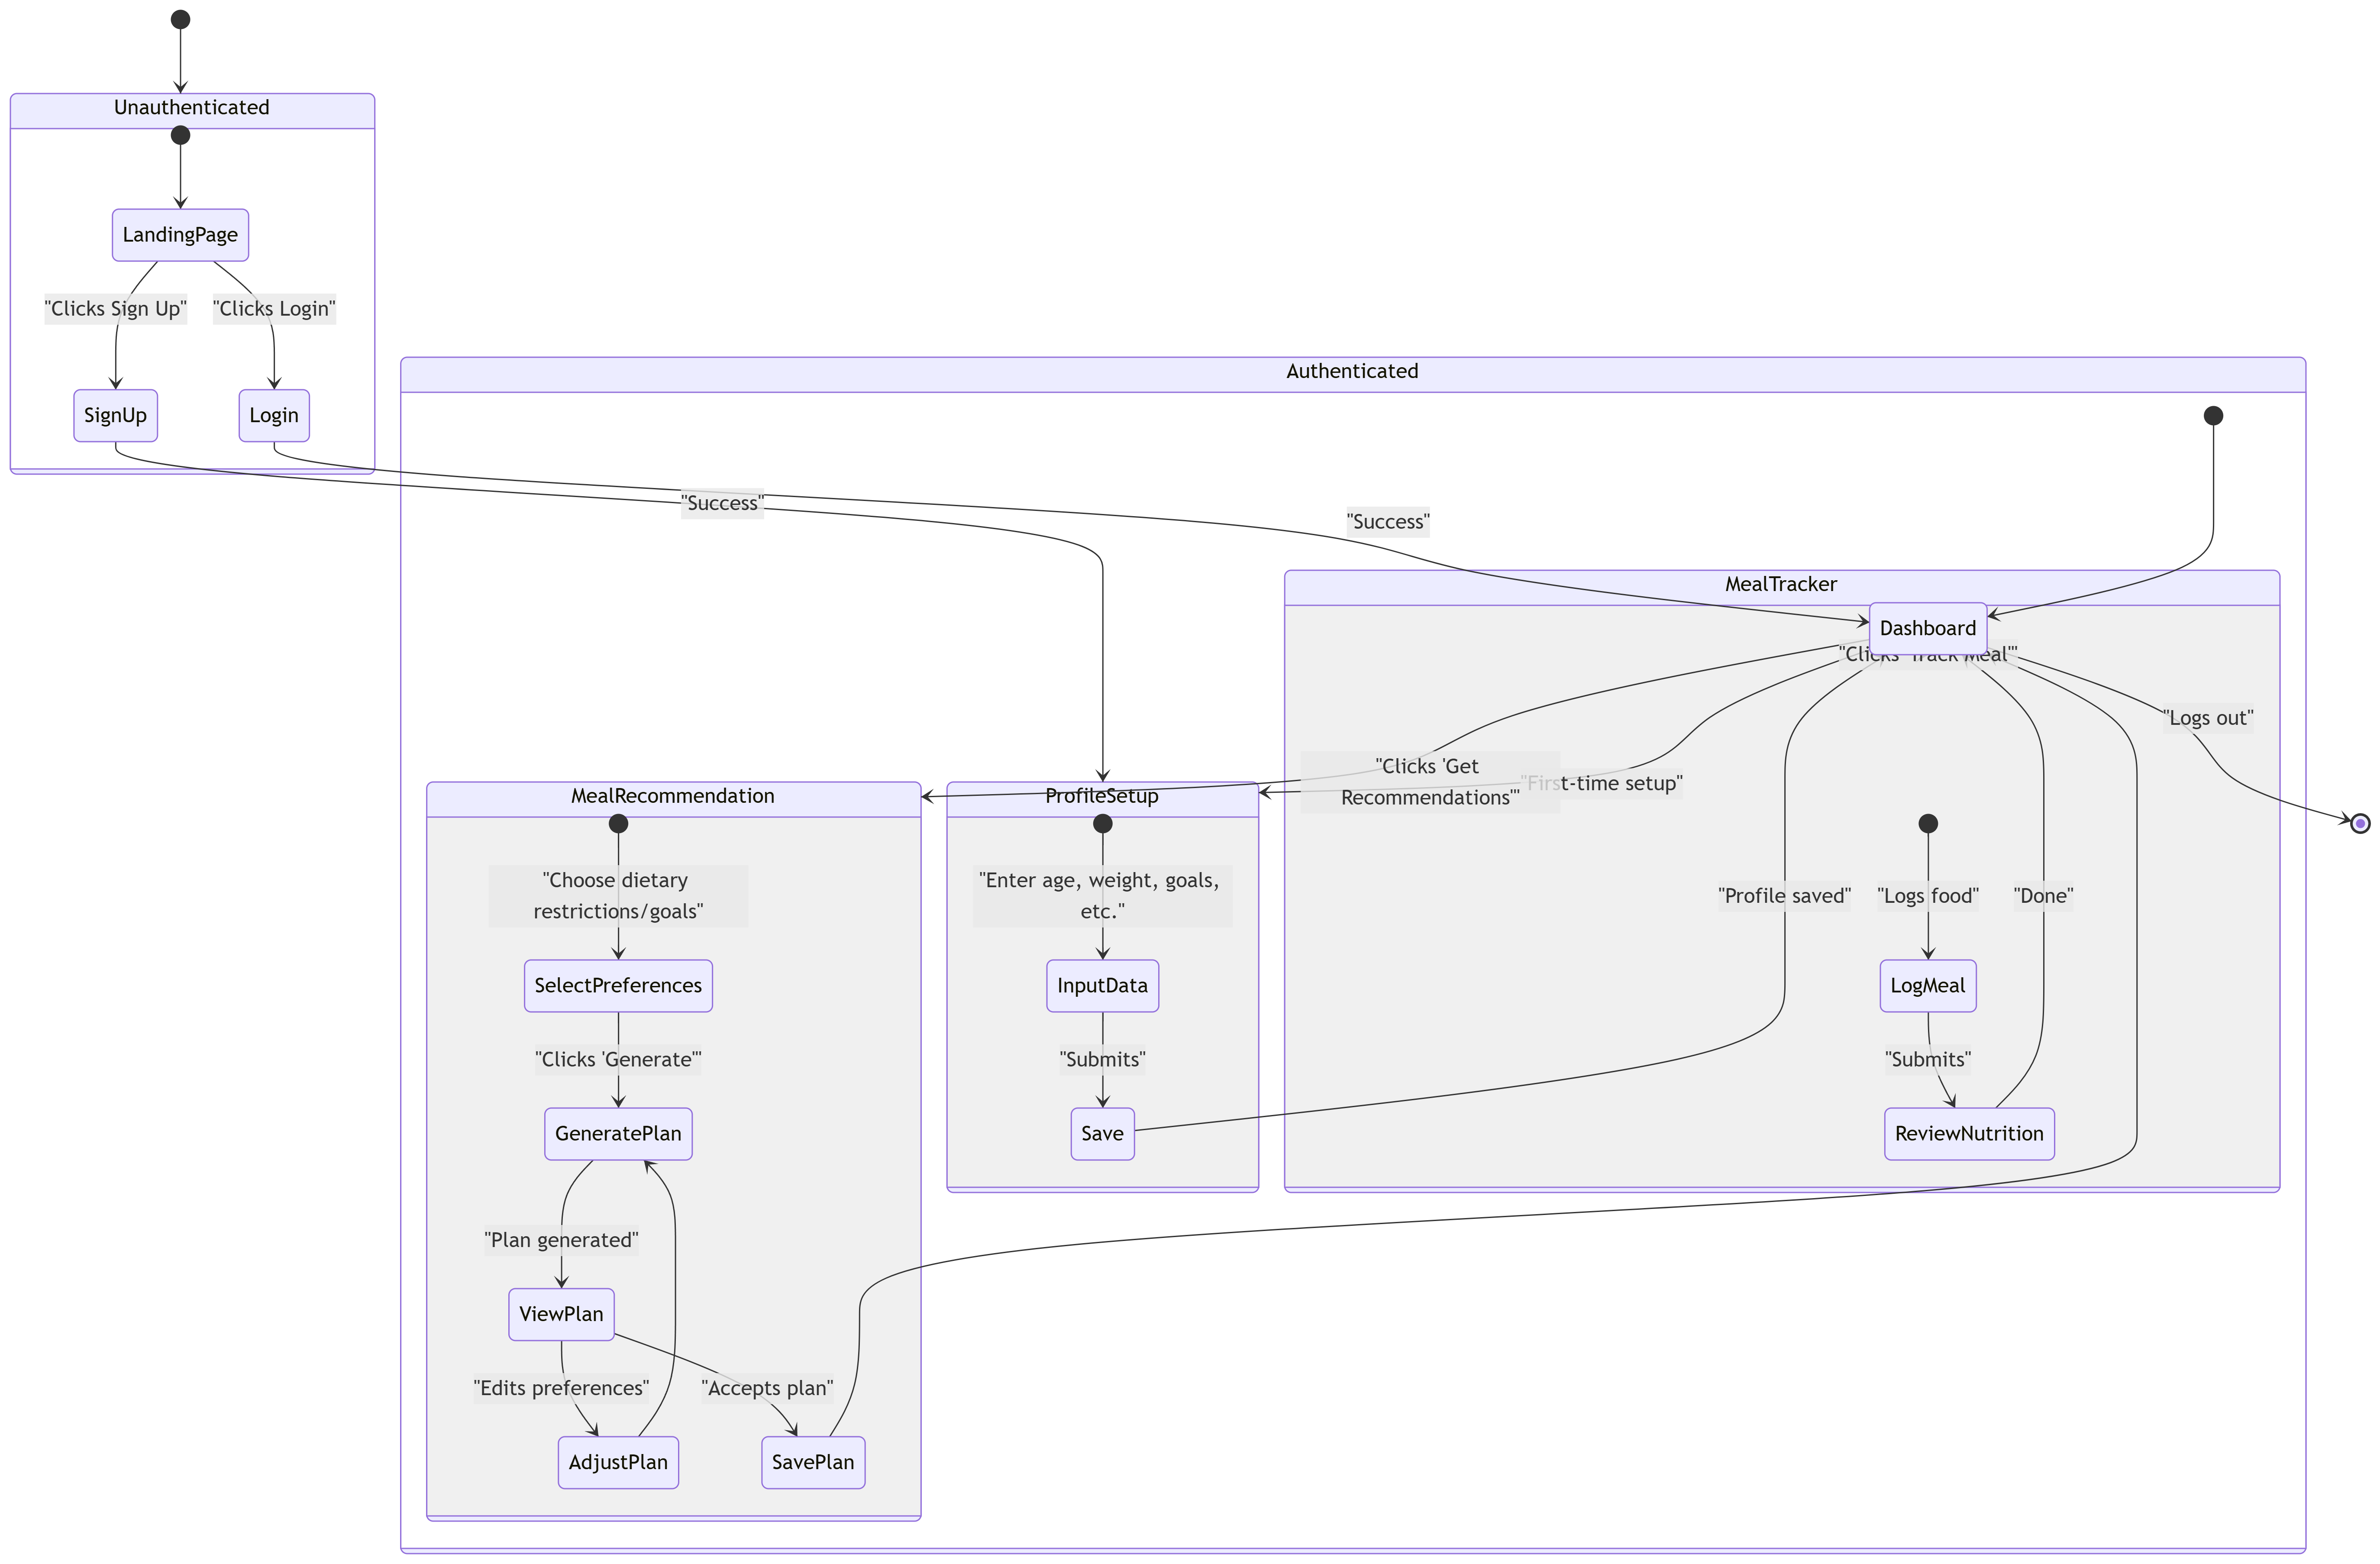 Unauthenticated
LandingPage
"Clicks Sign Up"
"Clicks Login"
SignUp
Login
Authenticated
"Success"
"Success"
MealTracker
Dashboard
"Clicks 'Track Meal'"
"Logs out"
"Clicks 'Get
Recommendations'"
"First-time setup"
MealRecommendation
ProfileSetup
"Choose dietary
restrictions/goals"
"Enter age, weight, goals,
etc."
"Profile saved"
"Logs food"
"Done"
SelectPreferences
InputData
LogMeal
"Clicks 'Generate'"
"Submits"
"Submits"
GeneratePlan
Save
ReviewNutrition
"Plan generated"
ViewPlan
"Edits preferences"
"Accepts plan"
AdjustPlan
SavePlan